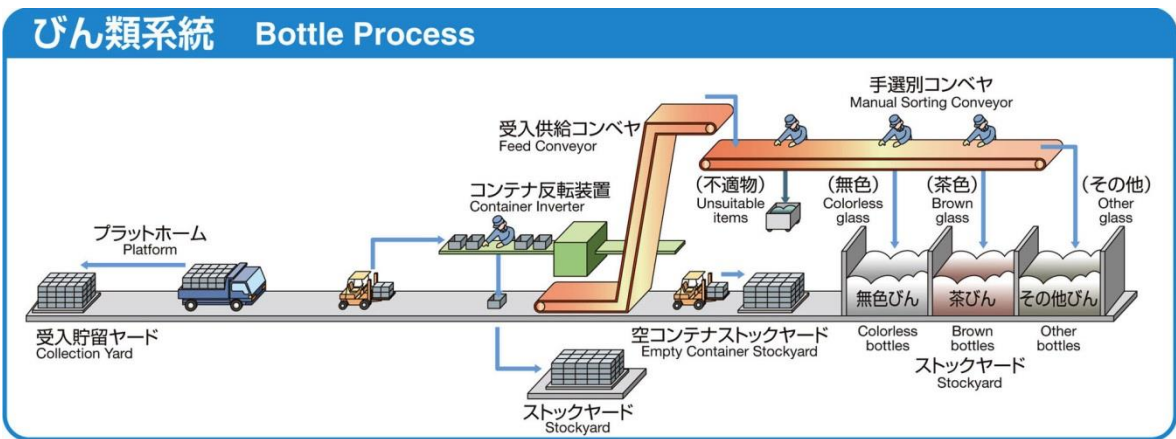 びん類系統 Bottle Process
手選別コンベヤ
Manual Sorting Conveyor
受入供給コンベヤ
Feed Conveyor
コンテナ反転装置
Container Inverter
(不適物)
Unsuitable
items
(無色)
Colorless
glass
(茶色)
Brown
glass
(その他)
Other
glass
プラットホーム
Platform
無色びん
茶びん
その他びん
受入貯留ヤード
Collection Yard
空コンテナストックヤード
Empty Container Stockyard
Colorless
bottles
Brown
bottles
Other
bottles
ストックヤード
Stockyard
ストックヤード
Stockyard